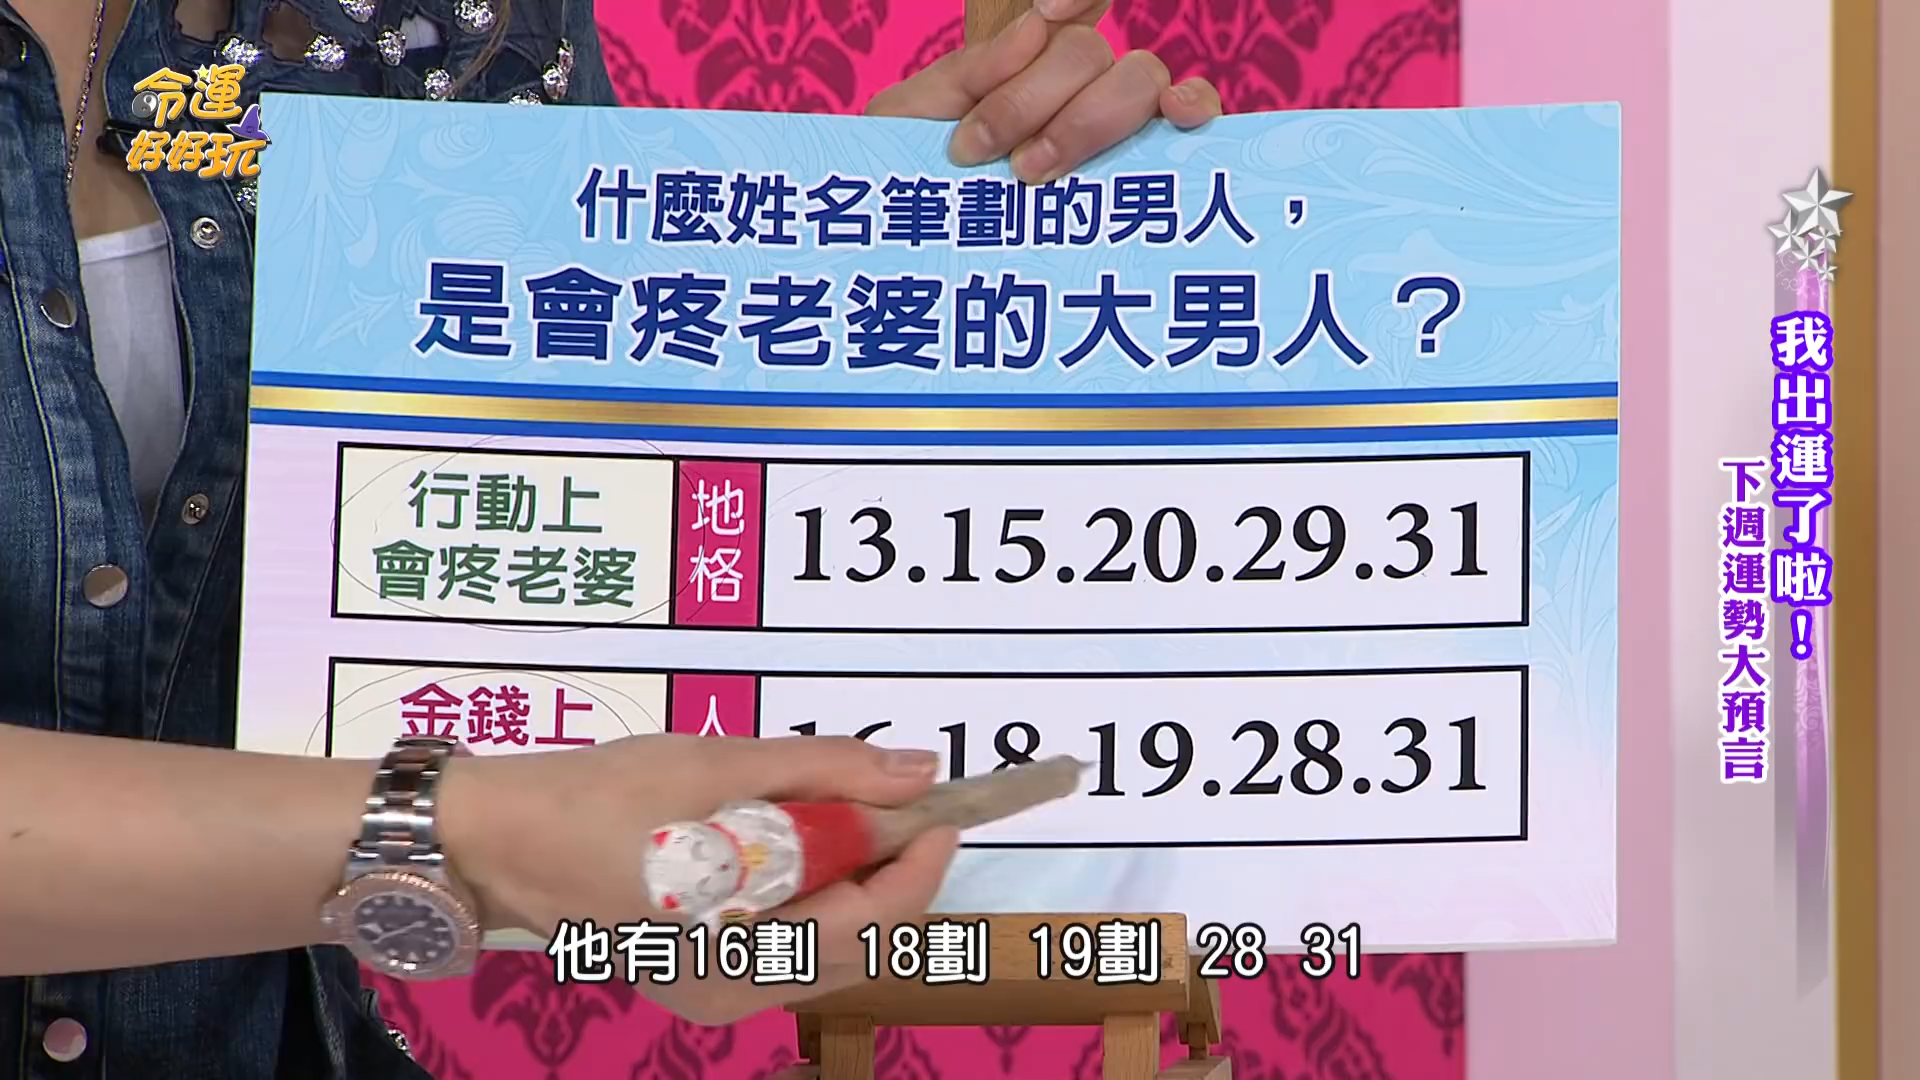 命運
好好玩
什麼姓名筆劃的男人，
是會疼老婆的大男人？
行動上
會疼老婆
地格
13.15.20.29.31
金錢上
人
16.18.19.28.31
我出運了啦！
下週運勢大預言
他有16劃 18劃 19劃 28 31